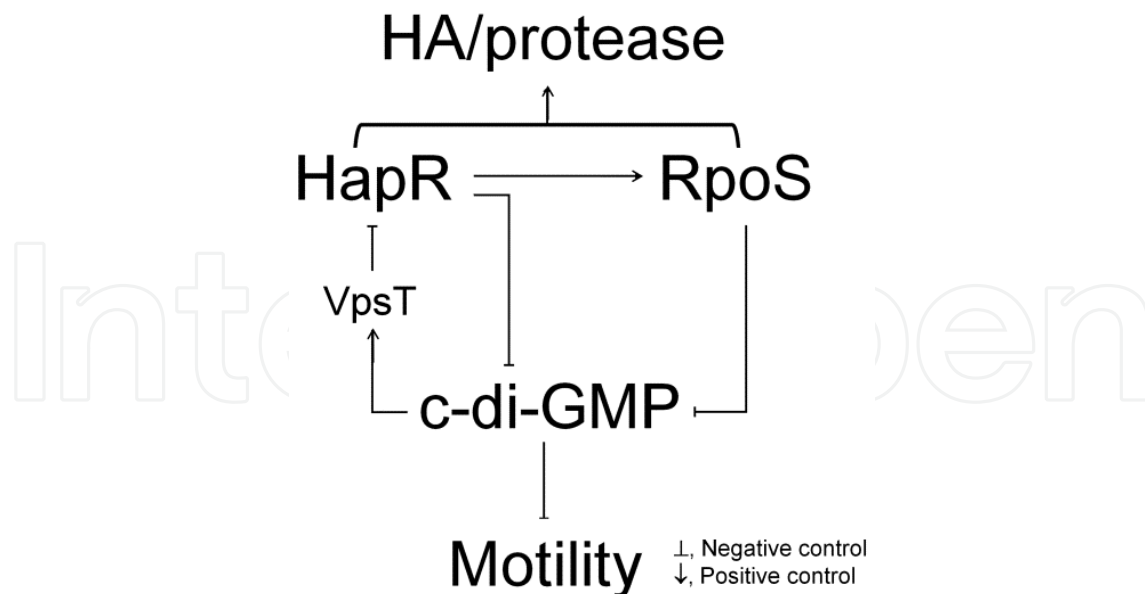 HA/protease
HapR
RpoS
VpsT
c-di-GMP
Motility
⊥, Negative control
↓, Positive control